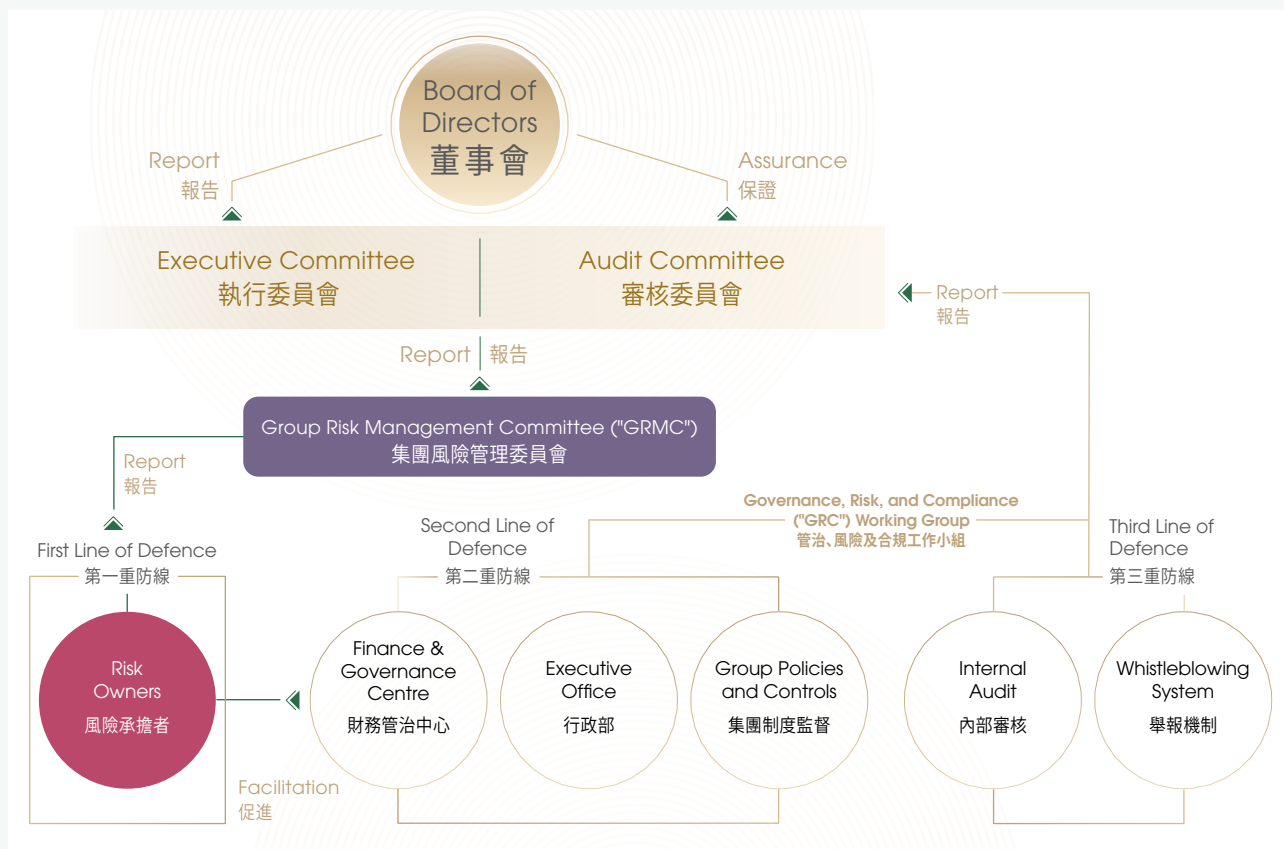 Board of
Directors
董事會
Report
報告
Assurance
保證
Executive Committee
執行委員會
Audit Committee
審核委員會
Report
報告
Report 報告
Group Risk Management Committee ("GRMC")
集團風險管理委員會
Report
報告
Governance, Risk, and Compliance
("GRC") Working Group
管治、風險及合規工作小組
First Line of Defence
第一重防線
Second Line of
Defence
第二重防線
Third Line of
Defence
第三重防線
Risk
Owners
風險承擔者
Finance &
Governance
Centre
財務管治中心
Executive
Office
行政部
Group Policies
and Controls
集團制度監督
Internal
Audit
內部審核
Whistleblowing
System
舉報機制
Facilitation
促進